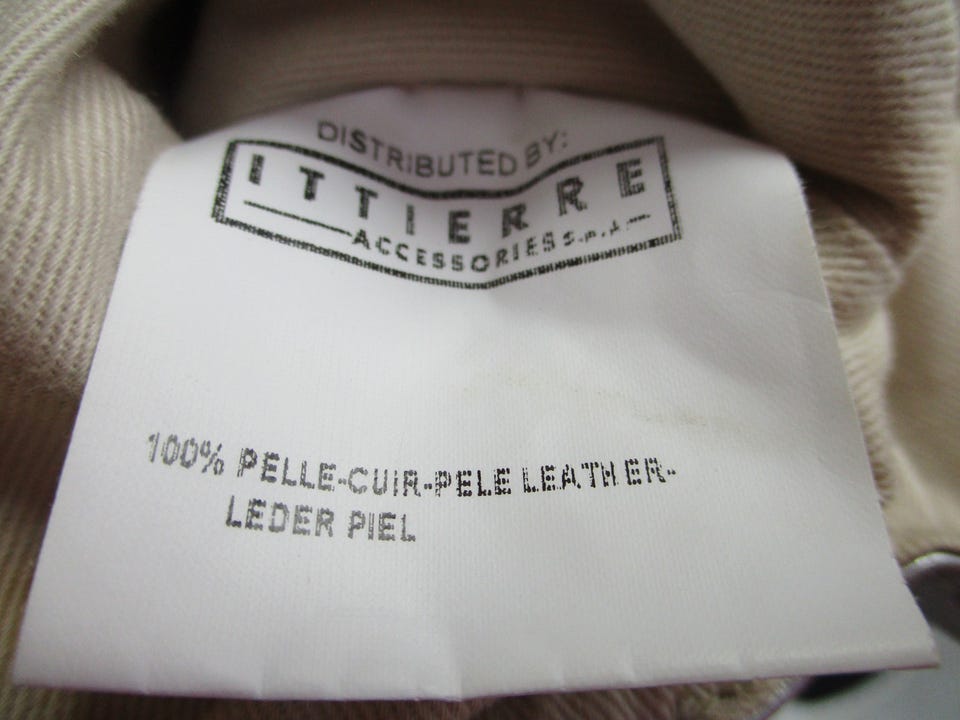 DISTRIBUTED BY:
ITTIERRE
ACCESSORIES S.p.A.
100% PELLE-CUIR-PELE LEATHER-
LEDER PIEL